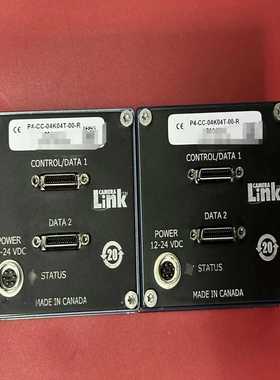 P4-CC-04K04T-00-R
CONTROL/DATA 1
CAMERA
Link
DATA 2
POWER
12-24 VDC
20
STATUS
MADE IN CANADA
P4-CC-04K04T-00-R
CONTROL/DATA 1
CAMERA
Link
DATA 2
POWER
12-24 VDC
20
STATUS
MADE IN CANADA